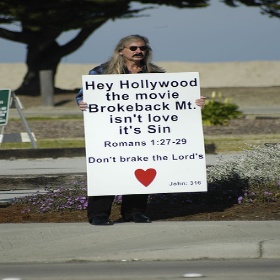 Hey Hollywood
the movie
Brokeback Mt.
isn't love
it's Sin
Romans 1:27-29
Don't brake the Lord's
John: 316